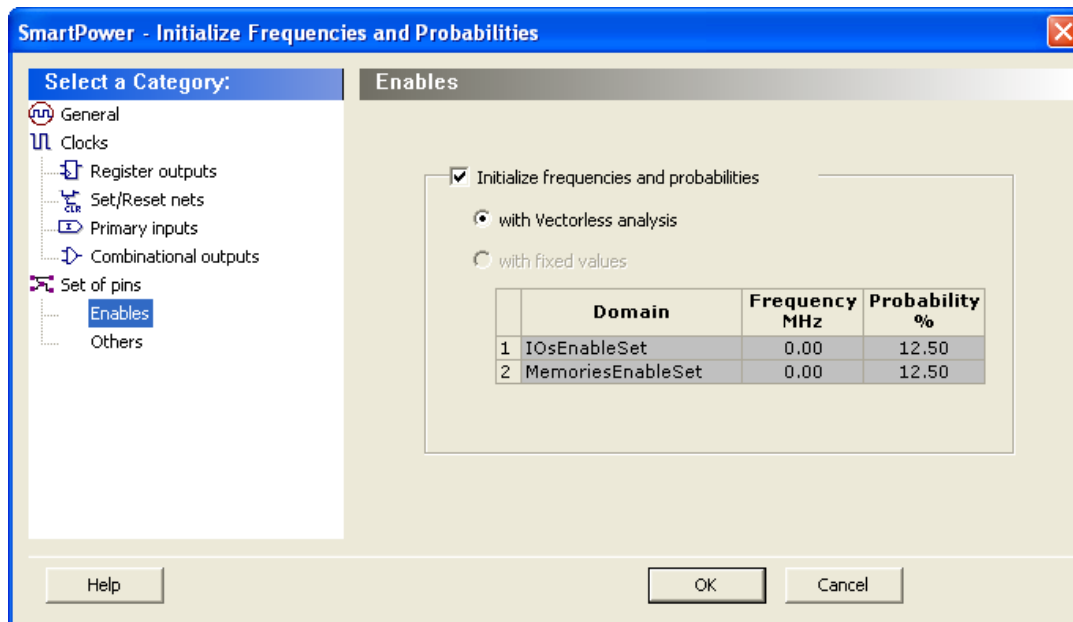 SmartPower - Initialize Frequencies and Probabilities
Select a Category:
General
Clocks
Register outputs
Set/Reset nets
CLR
Primary inputs
Combinational outputs
Set of pins
Enables
Others
Enables
Initialize frequencies and probabilities
with Vectorless analysis
with fixed values
Domain Frequency MHz Probability %
1 IOsEnableSet 0.00 12.50
2 MemoriesEnableSet 0.00 12.50
Help OK Cancel